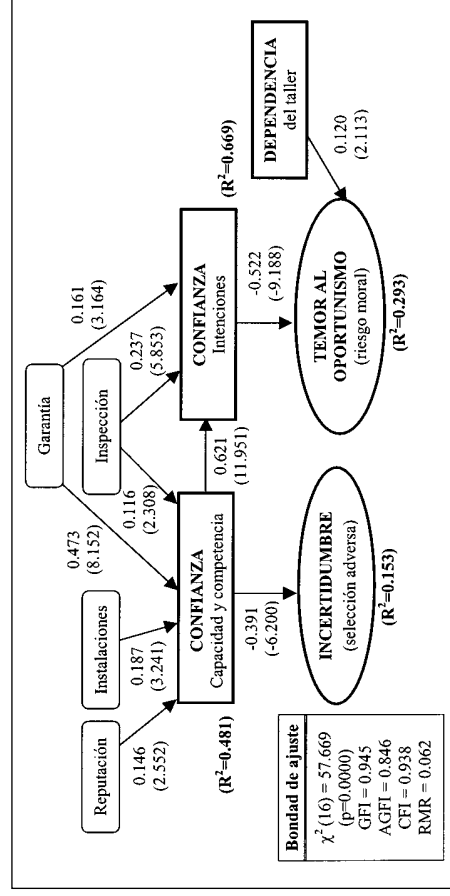 Garantía
Reputación
Instalaciones
Inspección
0.146
(2.552)
0.187
(3.241)
0.473
(8.152)
0.116
(2.308)
0.237
(5.853)
0.161
(3.164)
CONFIANZA
Capacidad y competencia
(R²=0.481)
0.621
(11.951)
CONFIANZA
Intenciones
(R²=0.669)
-0.391
(-6.200)
-0.522
(-9.188)
DEPENDENCIA
del taller
0.120
(2.113)
INCERTIDUMBRE
(selección adversa)
(R²=0.153)
TEMOR AL
OPORTUNISMO
(riesgo moral)
(R²=0.293)
Bondad de ajuste
χ² (16) = 57.669
(p=0.0000)
GFI = 0.945
AGFI = 0.846
CFI = 0.938
RMR = 0.062